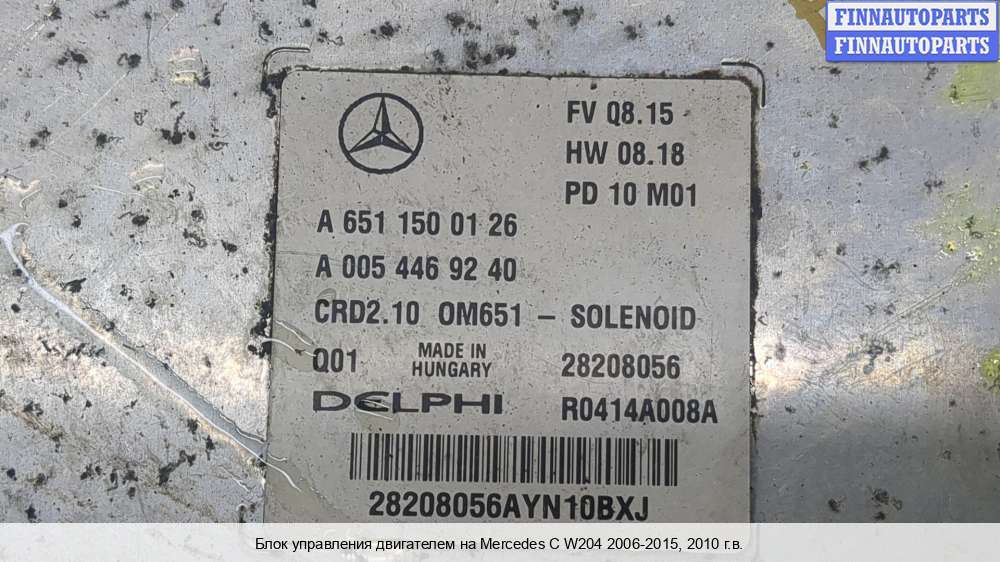 FINNAUTOPARTS
FINNAUTOPARTS
FV Q8.15
HW 08.18
PD 10 M01
A 651 150 01 26
A 005 446 92 40
CRD2.10 OM651 - SOLENOID
Q01 MADE IN HUNGARY 28208056
DELPHI R0414A008A
28208056AYN10BXJ
Блок управления двигателем на Mercedes C W204 2006-2015, 2010 г.в.